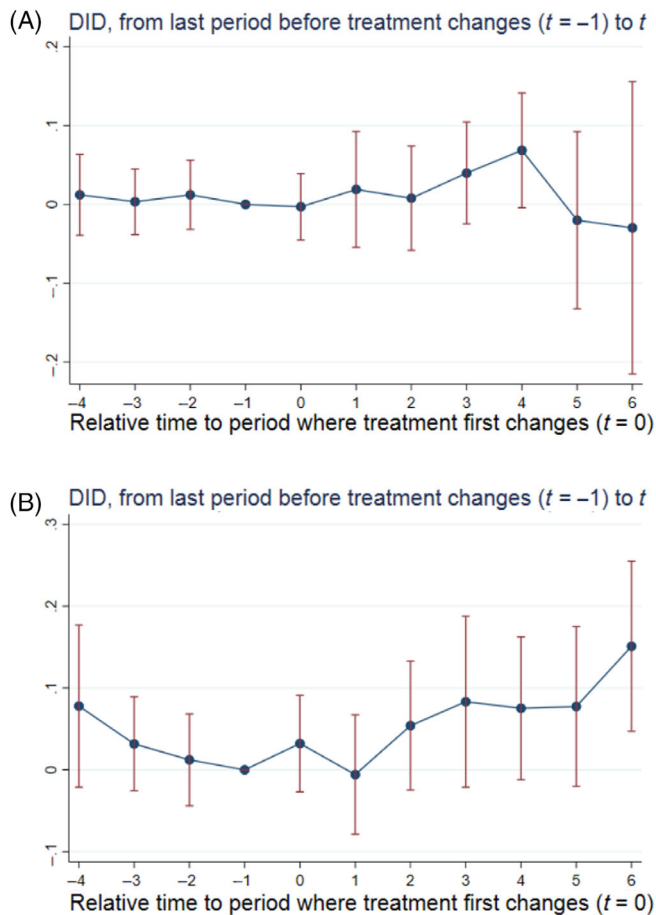 (A)
DID, from last period before treatment changes (t = –1) to t
.2
.1
0
–.1
–.2
–4 –3 –2 –1 0 1 2 3 4 5 6
Relative time to period where treatment first changes (t = 0)
(B)
DID, from last period before treatment changes (t = –1) to t
.3
.2
.1
0
–.1
–4 –3 –2 –1 0 1 2 3 4 5 6
Relative time to period where treatment first changes (t = 0)